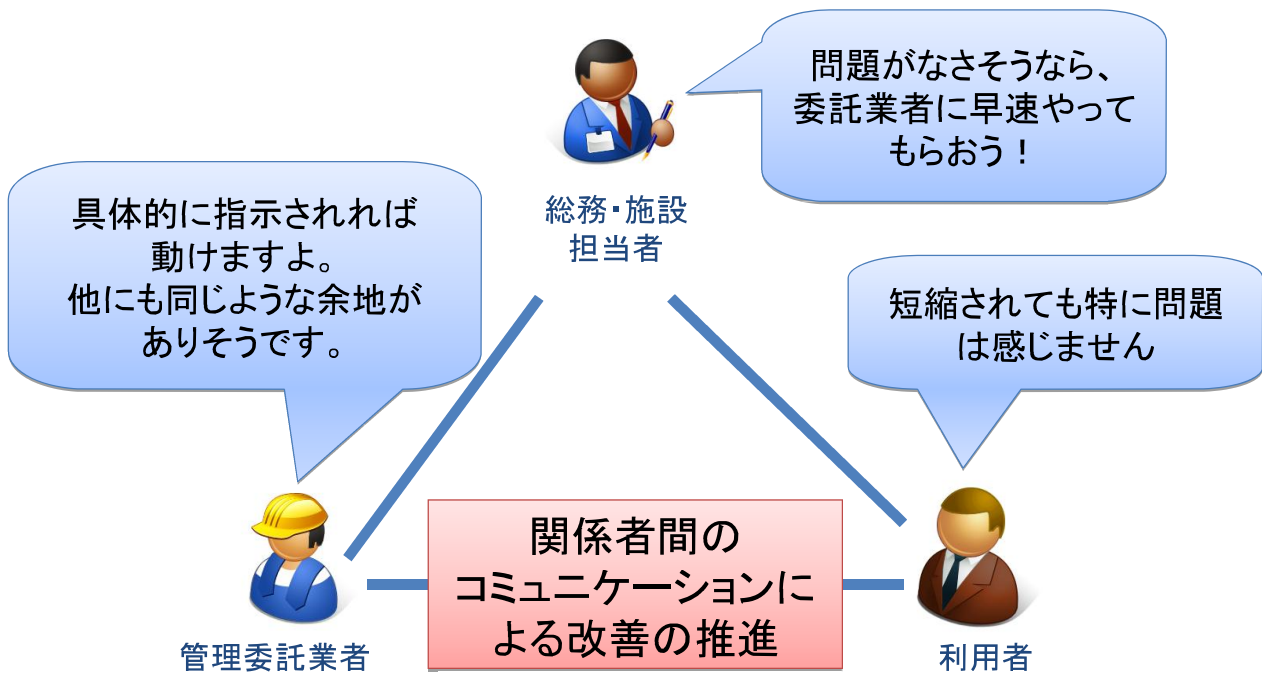 問題がなさそうなら、
委託業者に早速やって
もらおう！
総務・施設
担当者
具体的に指示されれば
動けますよ。
他にも同じような余地が
ありそうです。
短縮されても特に問題
は感じません
関係者間の
コミュニケーションに
よる改善の推進
管理委託業者
利用者